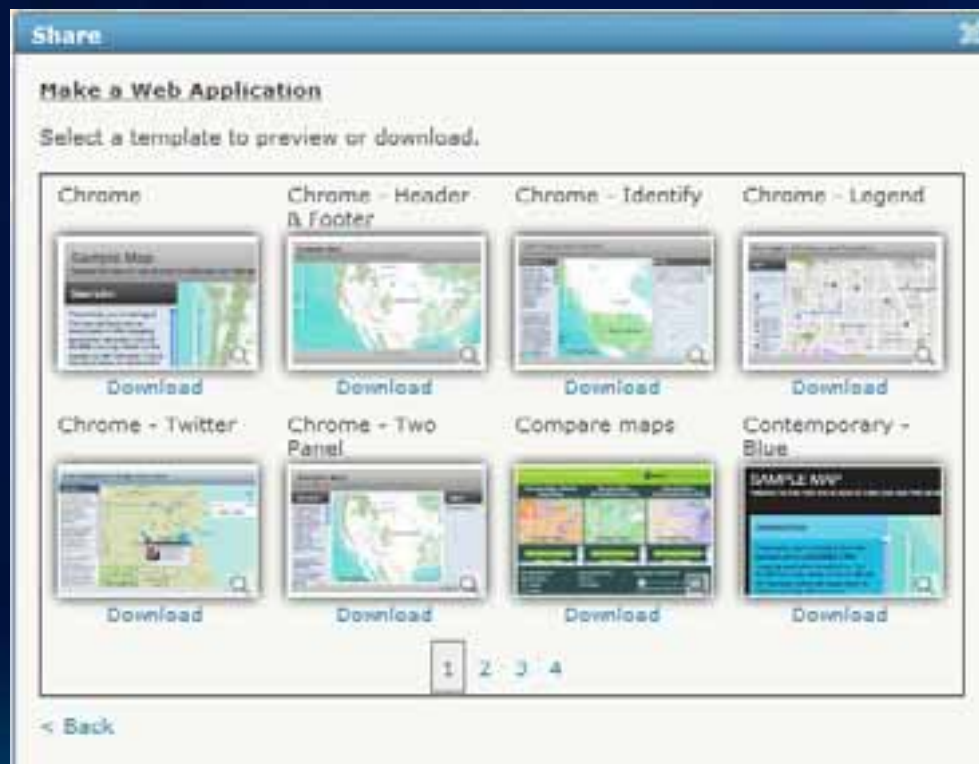 Share
Make a Web Application
Select a template to preview or download.
Chrome
Chrome - Header & Footer
Chrome - Identify
Chrome - Legend
Sample Map
Download
Download
Download
Download
Chrome - Twitter
Chrome - Two Panel
Compare maps
Contemporary - Blue
SAMPLE MAP
Download
Download
Download
Download
1 2 3 4
< Back